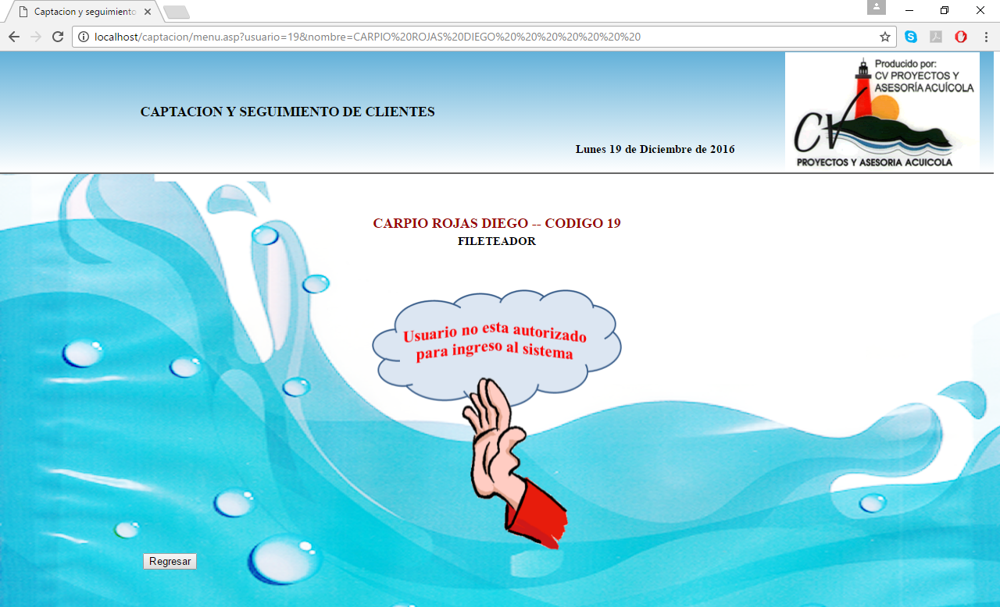 Captacion y seguimiento
localhost/captacion/menu.asp?usuario=19&nombre=CARPIO%20ROJAS%20DIEGO%20%20%20%20%20%20%20
Producido por:
CV PROYECTOS Y
ASESORÍA ACUÍCOLA
CAPTACION Y SEGUIMIENTO DE CLIENTES
CV
Lunes 19 de Diciembre de 2016
PROYECTOS Y ASESORIA ACUICOLA
CARPIO ROJAS DIEGO -- CODIGO 19
FILETEADOR
Usuario no esta autorizado
para ingreso al sistema
Regresar